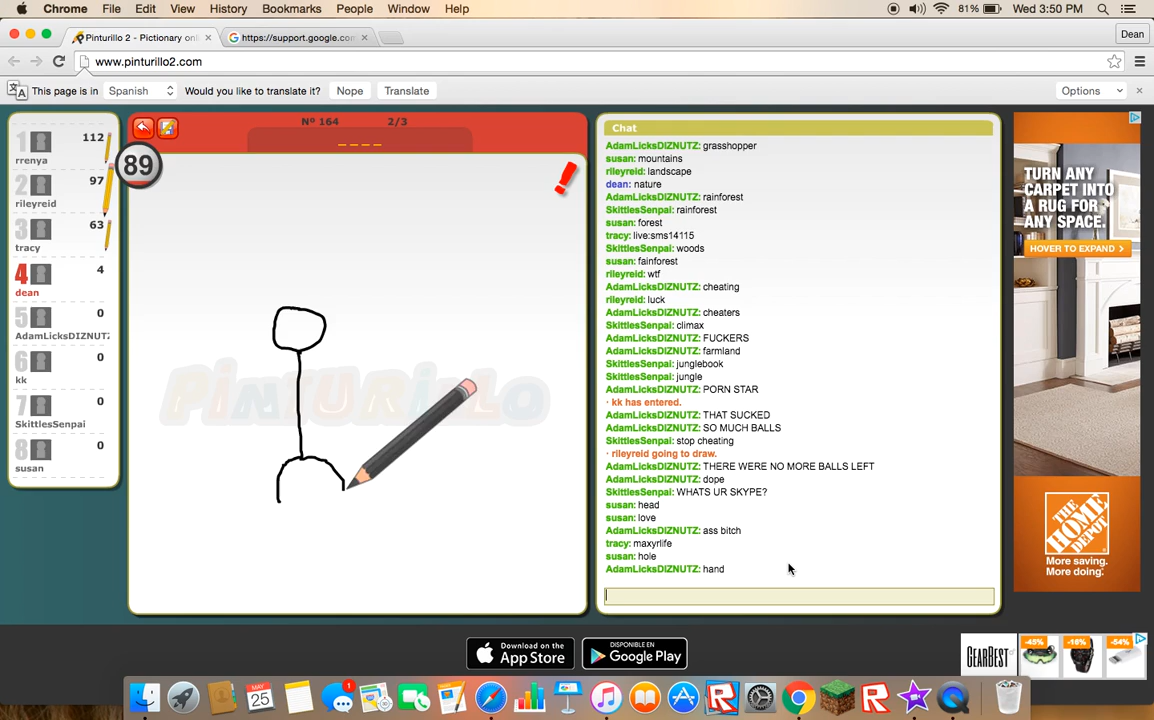 Chrome File Edit View History Bookmarks People Window Help 81% Wed 3:50 PM
Pinturillo 2 - Pictionary onl × https://support.google.com ×
Dean
www.pinturillo2.com
This page is in Spanish Would you like to translate it? Nope Translate Options ×
1 112
rrenya
2 97
rileyreid
3 63
tracy
4 4
dean
5 0
AdamLicksDIZNUTZ
6 0
kk
7 0
SkittlesSenpai
8 0
susan
89
Nº 164 2/3
_ _ _ _
!
PiNTURiLLO
Chat
AdamLicksDIZNUTZ: grasshopper
susan: mountains
rileyreid: landscape
dean: nature
AdamLicksDIZNUTZ: rainforest
SkittlesSenpai: rainforest
susan: forest
tracy: live:sms14115
SkittlesSenpai: woods
susan: fainforest
rileyreid: wtf
AdamLicksDIZNUTZ: cheating
rileyreid: luck
AdamLicksDIZNUTZ: cheaters
SkittlesSenpai: climax
AdamLicksDIZNUTZ: FUCKERS
AdamLicksDIZNUTZ: farmland
SkittlesSenpai: junglebook
SkittlesSenpai: jungle
AdamLicksDIZNUTZ: PORN STAR
· kk has entered.
AdamLicksDIZNUTZ: THAT SUCKED
AdamLicksDIZNUTZ: SO MUCH BALLS
SkittlesSenpai: stop cheating
· rileyreid going to draw.
AdamLicksDIZNUTZ: THERE WERE NO MORE BALLS LEFT
AdamLicksDIZNUTZ: dope
SkittlesSenpai: WHATS UR SKYPE?
susan: head
susan: love
AdamLicksDIZNUTZ: ass bitch
tracy: maxyrlife
susan: hole
AdamLicksDIZNUTZ: hand
TURN ANY
CARPET INTO
A RUG FOR
ANY SPACE.
HOVER TO EXPAND >
THE HOME DEPOT
More saving.
More doing.
Download on the
App Store
DISPONIBLE EN
Google Play
GEARBEST -45% -16% -54%
MAY
25
1